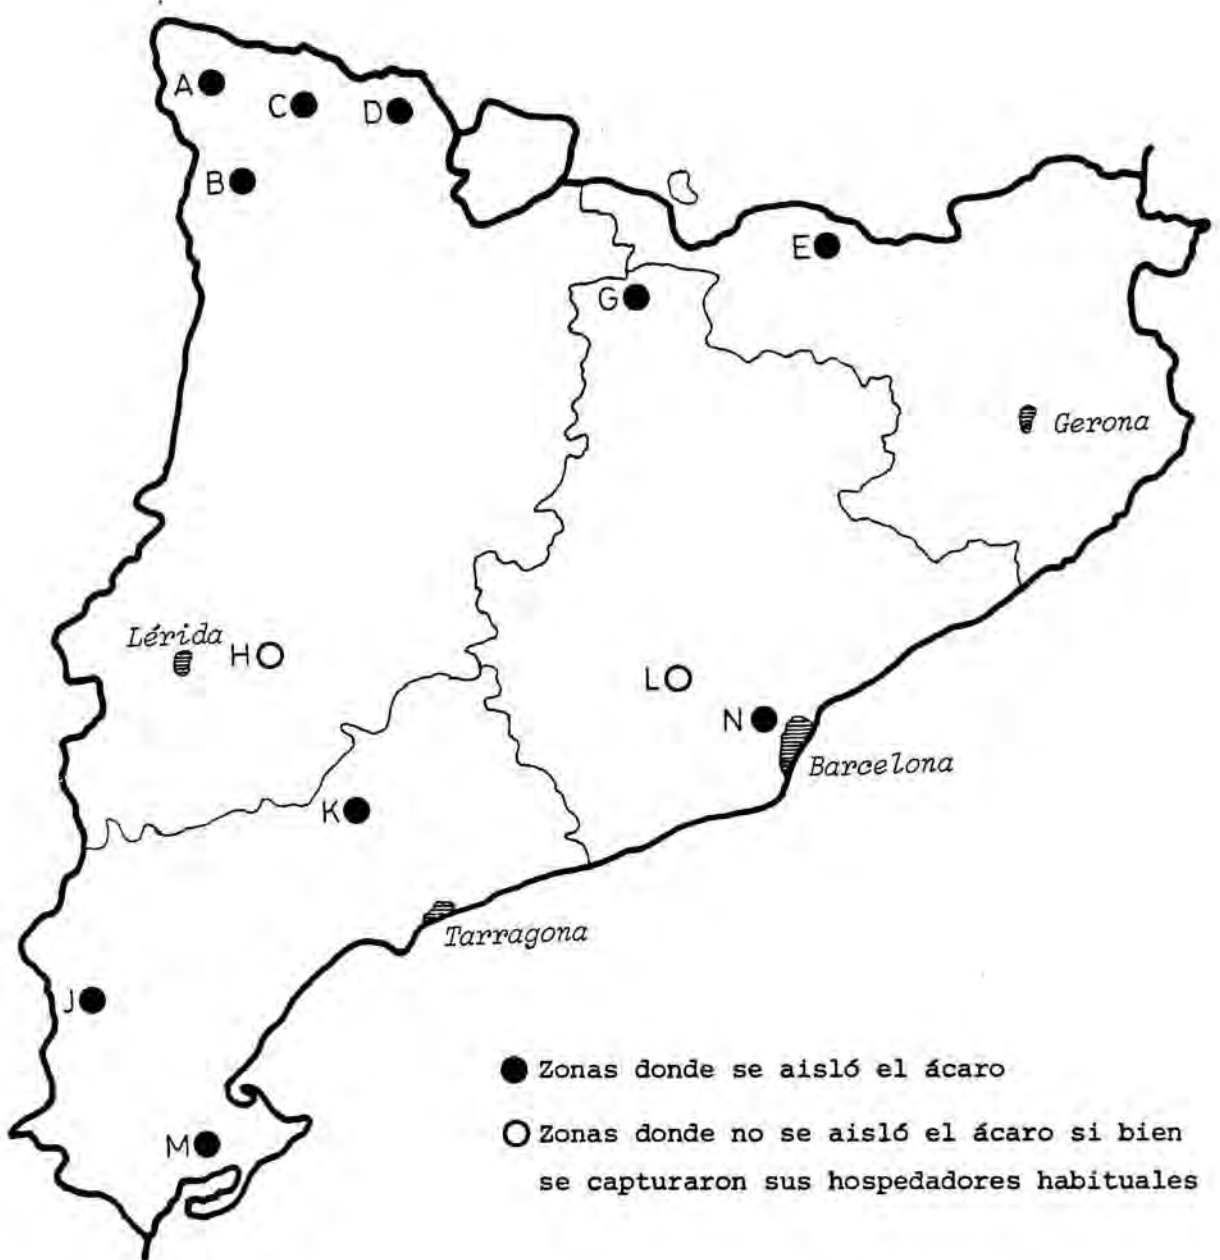 A
C
D
B
E
G
Gerona
Lérida
H
L
N
Barcelona
K
Tarragona
J
Zonas donde se aisló el ácaro
M
Zonas donde no se aisló el ácaro si bien
se capturaron sus hospedadores habituales